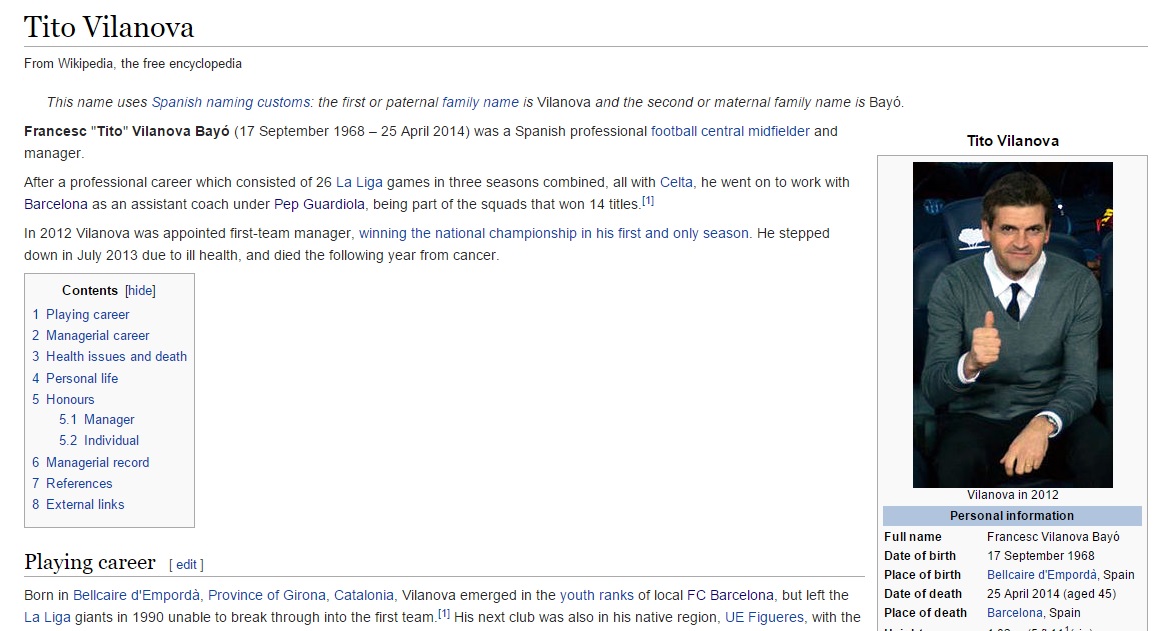 Tito Vilanova
From Wikipedia, the free encyclopedia
This name uses Spanish naming customs: the first or paternal family name is Vilanova and the second or maternal family name is Bayó.
Francesc "Tito" Vilanova Bayó (17 September 1968 – 25 April 2014) was a Spanish professional football central midfielder and
manager.
After a professional career which consisted of 26 La Liga games in three seasons combined, all with Celta, he went on to work with
Barcelona as an assistant coach under Pep Guardiola, being part of the squads that won 14 titles.[1]
In 2012 Vilanova was appointed first-team manager, winning the national championship in his first and only season. He stepped
down in July 2013 due to ill health, and died the following year from cancer.
Contents [hide]
1 Playing career
2 Managerial career
3 Health issues and death
4 Personal life
5 Honours
5.1 Manager
5.2 Individual
6 Managerial record
7 References
8 External links
Playing career [ edit ]
Born in Bellcaire d'Empordà, Province of Girona, Catalonia, Vilanova emerged in the youth ranks of local FC Barcelona, but left the
La Liga giants in 1990 unable to break through into the first team.[1] His next club was also in his native region, UE Figueres, with the
Tito Vilanova
Vilanova in 2012
Personal information
Full name Francesc Vilanova Bayó
Date of birth 17 September 1968
Place of birth Bellcaire d'Empordà, Spain
Date of death 25 April 2014 (aged 45)
Place of death Barcelona, Spain